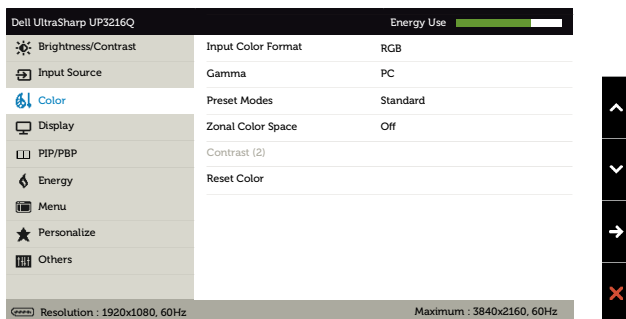 Dell UltraSharp UP3216Q Energy Use
Brightness/Contrast Input Color Format RGB
Input Source Gamma PC
Color Preset Modes Standard
Display Zonal Color Space Off
PIP/PBP Contrast (2)
Energy Reset Color
Menu
Personalize
Others
Resolution : 1920x1080, 60Hz Maximum : 3840x2160, 60Hz